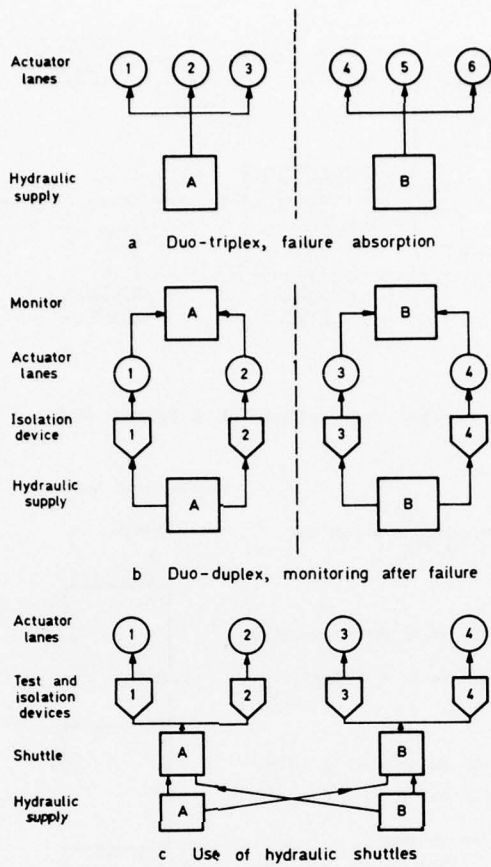 Actuator lanes 1 2 3 4 5 6
Hydraulic supply A B
a Duo-triplex, failure absorption
Monitor A B
Actuator lanes 1 2 3 4
Isolation device 1 2 3 4
Hydraulic supply A B
b Duo-duplex, monitoring after failure
Actuator lanes 1 2 3 4
Test and isolation devices 1 2 3 4
Shuttle A B
Hydraulic supply A B
c Use of hydraulic shuttles